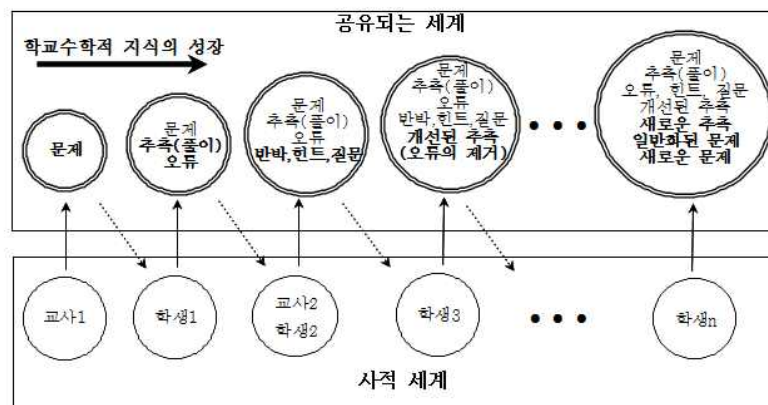 공유되는 세계
학교수학적 지식의 성장
문제
문제
추측(풀이)
오류
문제
추측(풀이)
오류
반박,힌트,질문
문제
추측(풀이)
오류
반박,힌트,질문
개선된 추측
(오류의 제거)
• • •
문제
추측(풀이)
오류, 힌트, 질문
개선된 추측
새로운 추측
일반화된 문제
새로운 문제
교사1
학생1
교사2
학생2
학생3
• • •
학생n
사적 세계